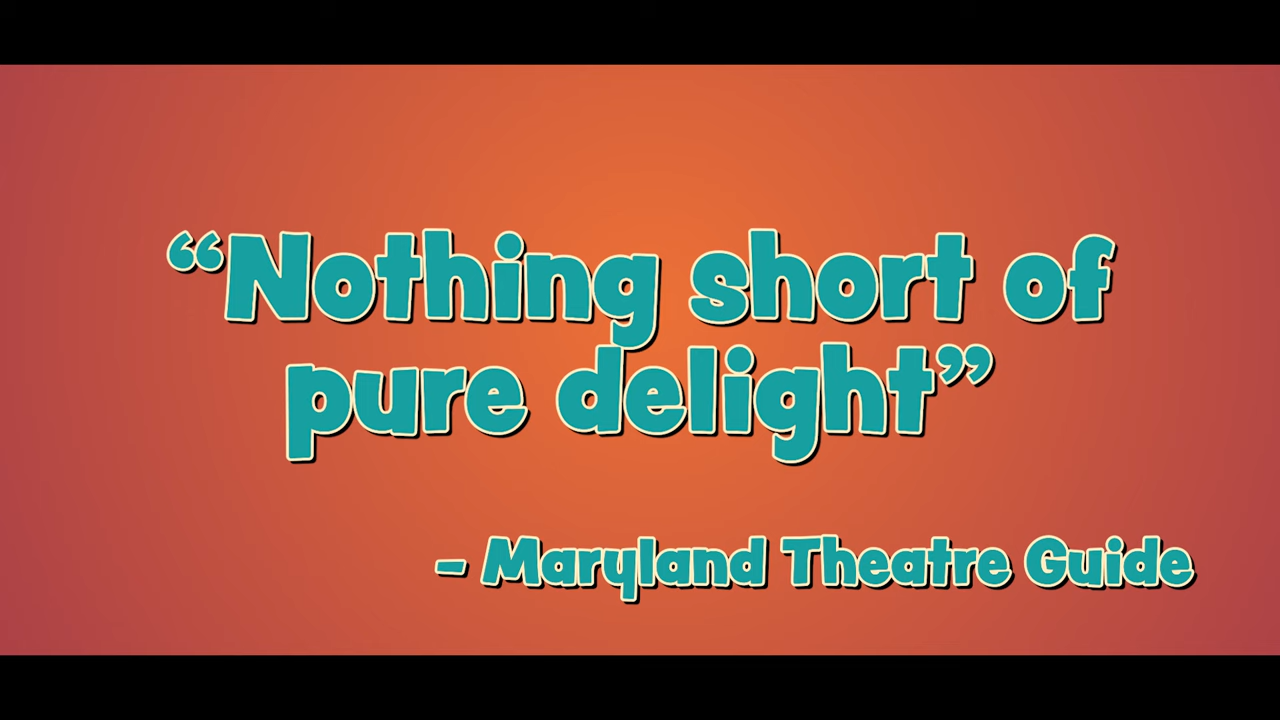 “Nothing short of
pure delight”
- Maryland Theatre Guide